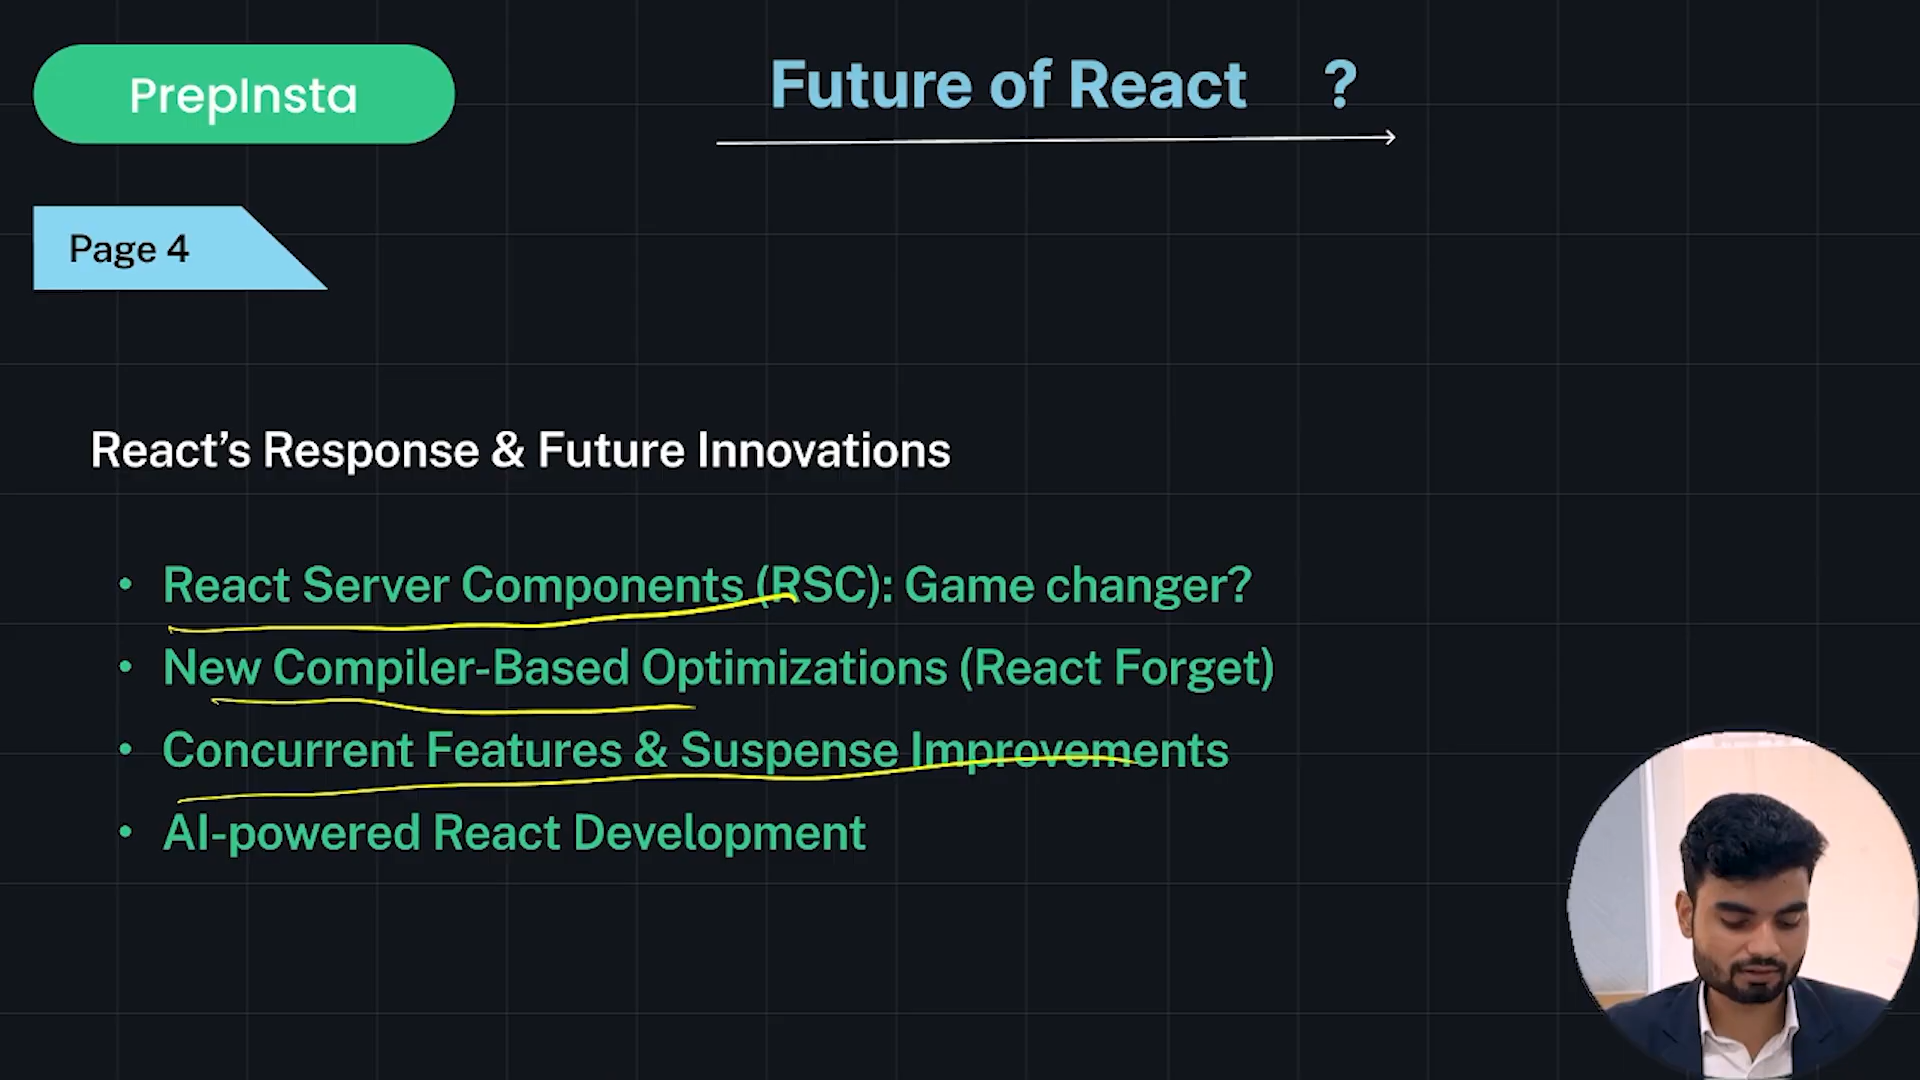 PrepInsta
Future of React ?
Page 4
React’s Response & Future Innovations
• React Server Components (RSC): Game changer?
• New Compiler-Based Optimizations (React Forget)
• Concurrent Features & Suspense Improvements
• AI-powered React Development